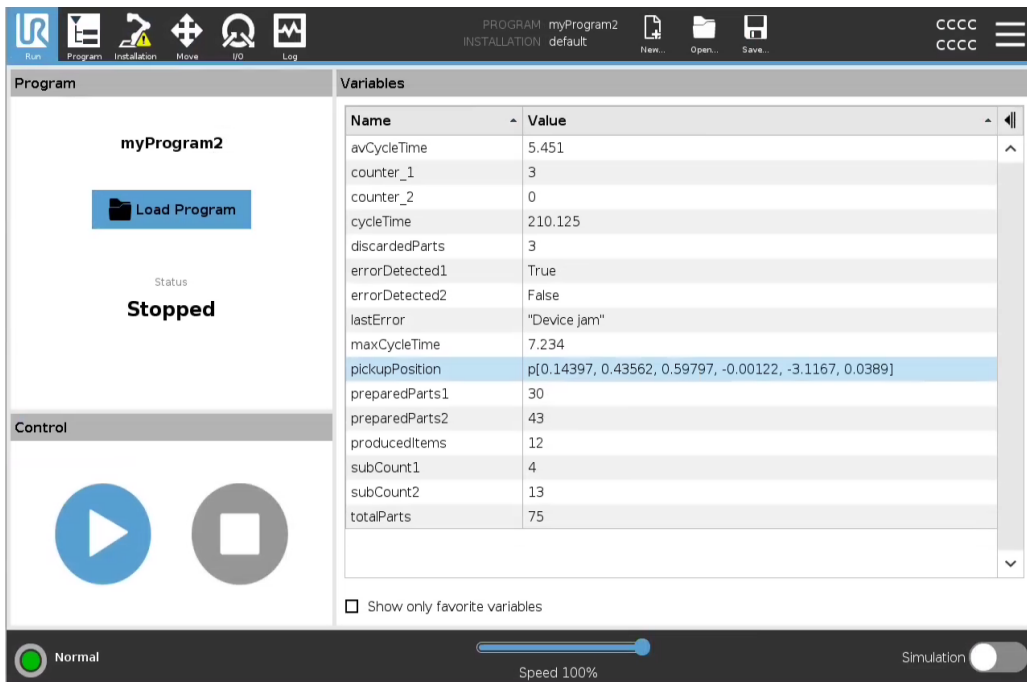 UR
PROGRAM myProgram2
INSTALLATION default
CCCC
CCCC
Run Program Installation Move I/O Log New... Open... Save...
Program
myProgram2
Load Program
Status
Stopped
Control
Variables
Name Value
avCycleTime 5.451
counter_1 3
counter_2 0
cycleTime 210.125
discardedParts 3
errorDetected1 True
errorDetected2 False
lastError "Device jam"
maxCycleTime 7.234
pickupPosition p[0.14397, 0.43562, 0.59797, -0.00122, -3.1167, 0.0389]
preparedParts1 30
preparedParts2 43
producedItems 12
subCount1 4
subCount2 13
totalParts 75
Show only favorite variables
Normal
Speed 100%
Simulation